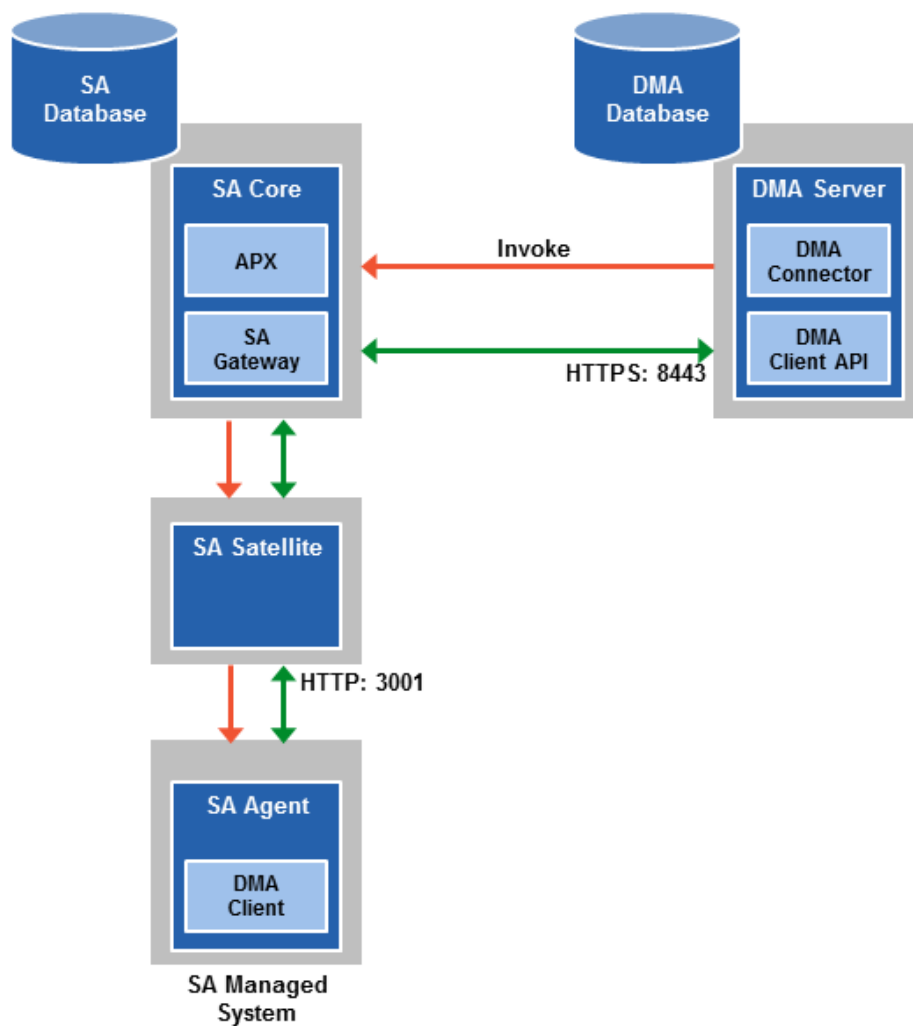 SA
Database
DMA
Database
SA Core
APX
SA
Gateway
Invoke
HTTPS: 8443
DMA Server
DMA
Connector
DMA
Client API
SA Satellite
HTTP: 3001
SA Agent
DMA
Client
SA Managed
System